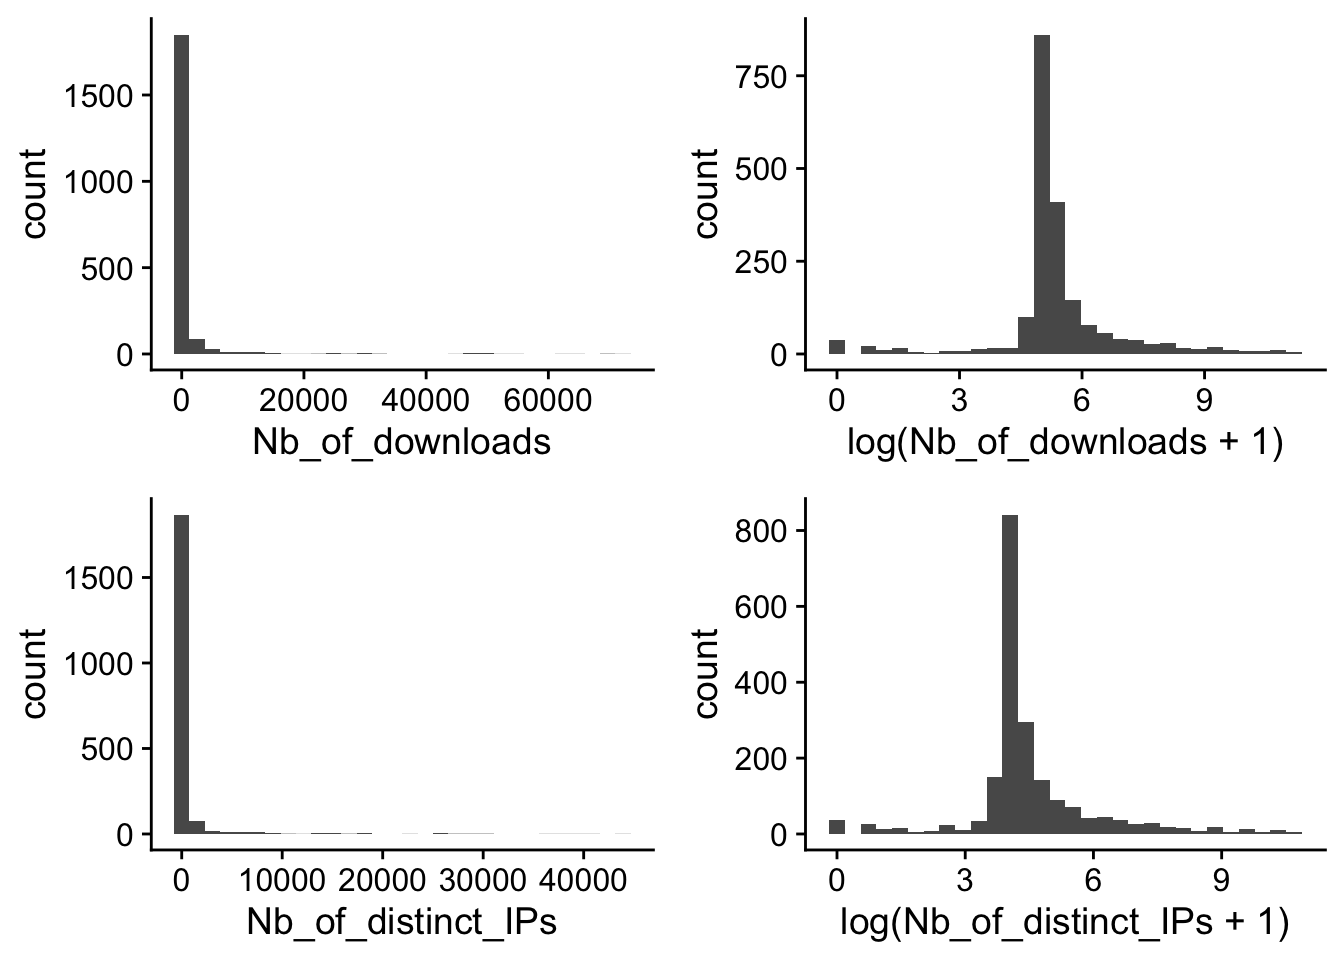 count
1500
1000
500
0
0 20000 40000 60000
Nb_of_downloads
count
750
500
250
0
0 3 6 9
log(Nb_of_downloads + 1)
count
1500
1000
500
0
0 10000 20000 30000 40000
Nb_of_distinct_IPs
count
800
600
400
200
0
0 3 6 9
log(Nb_of_distinct_IPs + 1)